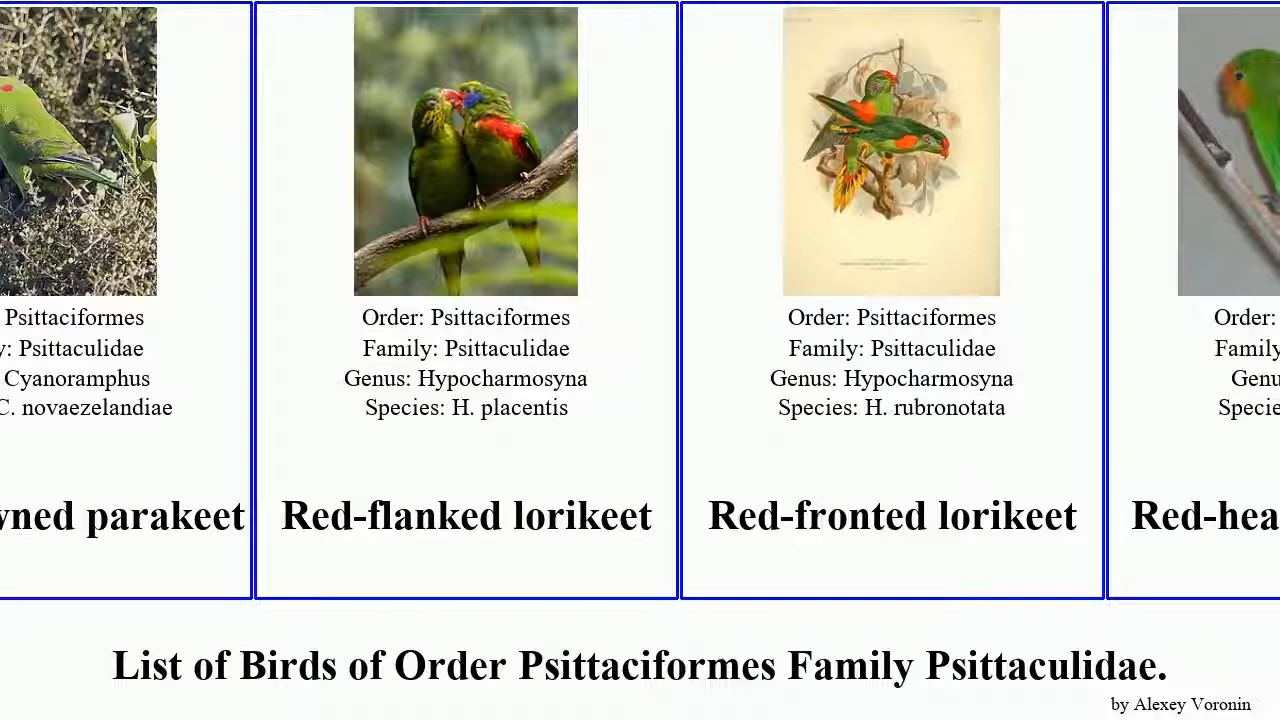 Psittaciformes
y: Psittaculidae
Cyanoramphus
C. novaezelandiae
wned parakeet
Order: Psittaciformes
Family: Psittaculidae
Genus: Hypocharmosyna
Species: H. placentis
Red-flanked lorikeet
Order: Psittaciformes
Family: Psittaculidae
Genus: Hypocharmosyna
Species: H. rubronotata
Red-fronted lorikeet
Order:
Family
Genu
Specie
Red-hea
List of Birds of Order Psittaciformes Family Psittaculidae.
by Alexey Voronin